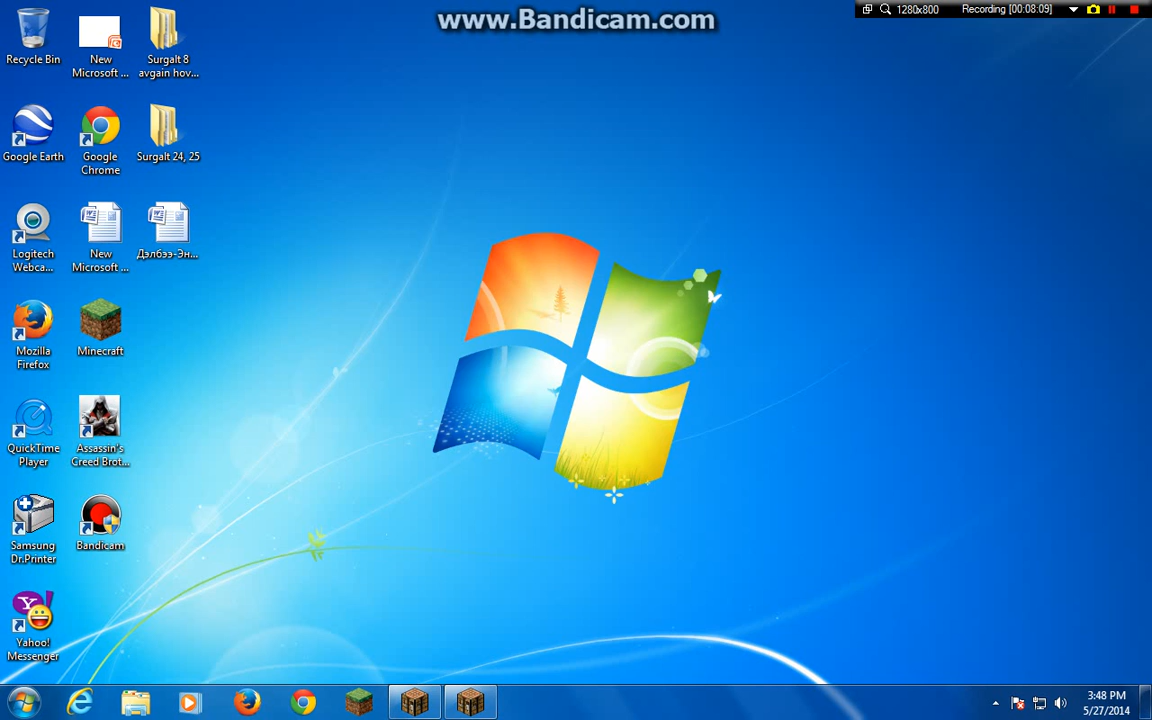 www.Bandicam.com
1280x800
Recording [00:08:09]
Recycle Bin
New
Microsoft ...
Surgalt 8
avgain hov...
Google Earth
Google
Chrome
Surgalt 24, 25
Logitech
Webca...
New
Microsoft ...
Дэлбээ-Эн...
Mozilla
Firefox
Minecraft
QuickTime
Player
Assassin's
Creed Brot...
Samsung
Dr.Printer
Bandicam
Yahoo!
Messenger
3:48 PM
5/27/2014